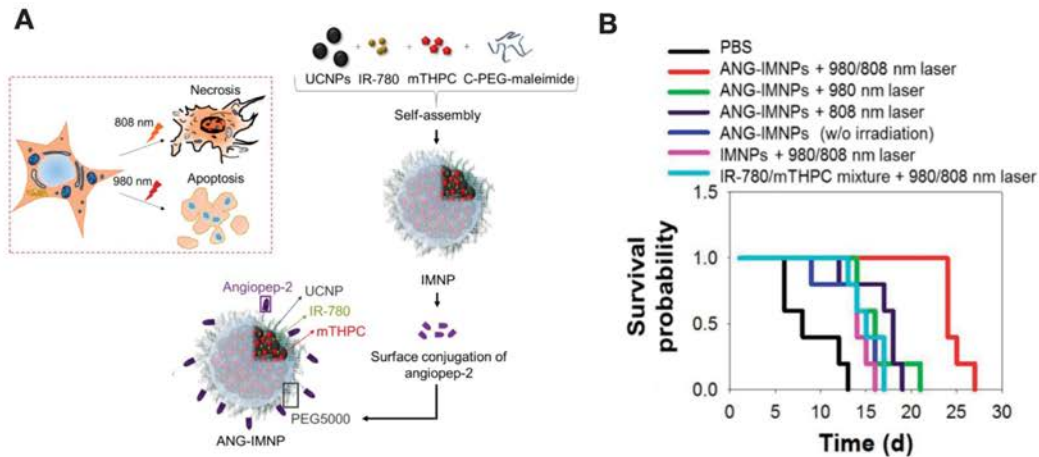 A
UCNPs IR-780 mTHPC C-PEG-maleimide
Self-assembly
Necrosis
808 nm
980 nm
Apoptosis
IMNP
Angiopep-2
UCNP
IR-780
mTHPC
Surface conjugation of
angiopep-2
PEG5000
ANG-IMNP
B
PBS
ANG-IMNPs + 980/808 nm laser
ANG-IMNPs + 980 nm laser
ANG-IMNPs + 808 nm laser
ANG-IMNPs (w/o irradiation)
IMNPs + 980/808 nm laser
IR-780/mTHPC mixture + 980/808 nm laser
Survival
probability
1.5
1.0
0.5
0.0
0 5 10 15 20 25 30
Time (d)